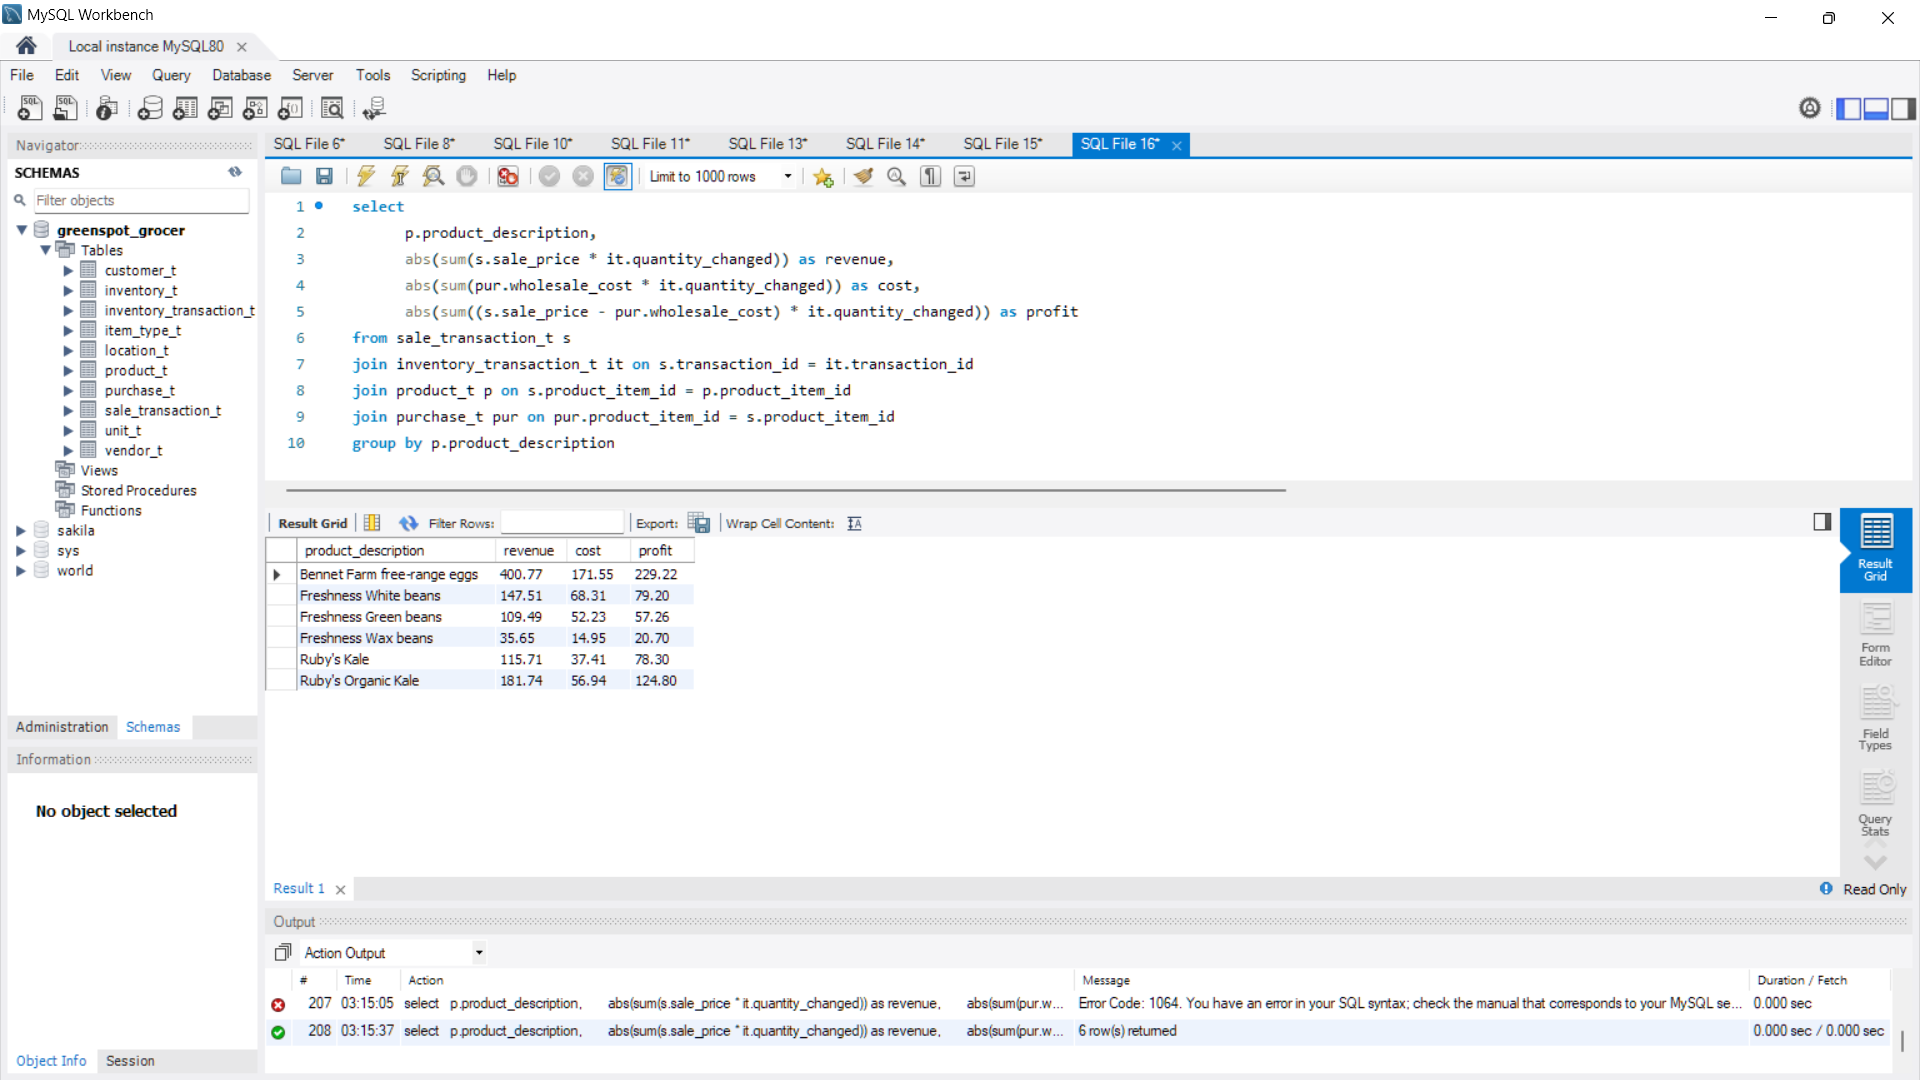 MySQL Workbench
Local instance MySQL80
File Edit View Query Database Server Tools Scripting Help
Navigator
SCHEMAS
Filter objects
greenspot_grocer
Tables
customer_t
inventory_t
inventory_transaction_t
item_type_t
location_t
product_t
purchase_t
sale_transaction_t
unit_t
vendor_t
Views
Stored Procedures
Functions
sakila
sys
world
Administration Schemas
Information
No object selected
Object Info Session
SQL File 6* SQL File 8* SQL File 10* SQL File 11* SQL File 13* SQL File 14* SQL File 15* SQL File 16*
Limit to 1000 rows
1 select
2 p.product_description,
3 abs(sum(s.sale_price * it.quantity_changed)) as revenue,
4 abs(sum(pur.wholesale_cost * it.quantity_changed)) as cost,
5 abs(sum((s.sale_price - pur.wholesale_cost) * it.quantity_changed)) as profit
6 from sale_transaction_t s
7 join inventory_transaction_t it on s.transaction_id = it.transaction_id
8 join product_t p on s.product_item_id = p.product_item_id
9 join purchase_t pur on pur.product_item_id = s.product_item_id
10 group by p.product_description
Result Grid Filter Rows: Export: Wrap Cell Content:
product_description revenue cost profit
Bennet Farm free-range eggs 400.77 171.55 229.22
Freshness White beans 147.51 68.31 79.20
Freshness Green beans 109.49 52.23 57.26
Freshness Wax beans 35.65 14.95 20.70
Ruby's Kale 115.71 37.41 78.30
Ruby's Organic Kale 181.74 56.94 124.80
Result
Grid
Form
Editor
Field
Types
Query
Stats
Result 1
Read Only
Output
Action Output
# Time Action Message Duration / Fetch
207 03:15:05 select p.product_description, abs(sum(s.sale_price * it.quantity_changed)) as revenue, abs(sum(pur.w... Error Code: 1064. You have an error in your SQL syntax; check the manual that corresponds to your MySQL se... 0.000 sec
208 03:15:37 select p.product_description, abs(sum(s.sale_price * it.quantity_changed)) as revenue, abs(sum(pur.w... 6 row(s) returned 0.000 sec / 0.000 sec